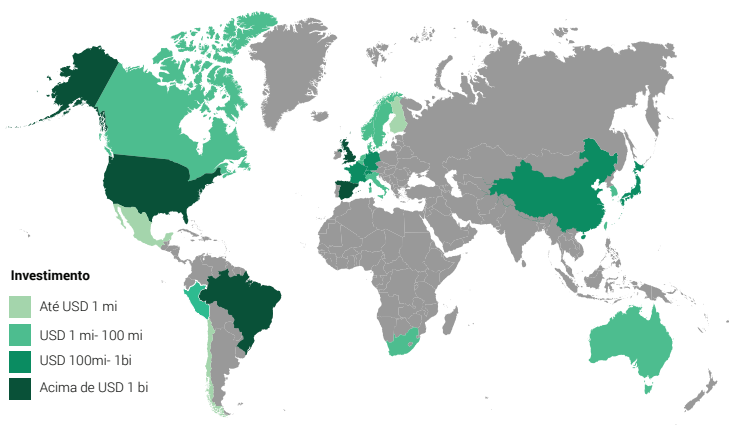 Investimento
Até USD 1 mi
USD 1 mi- 100 mi
USD 100mi- 1bi
Acima de USD 1 bi